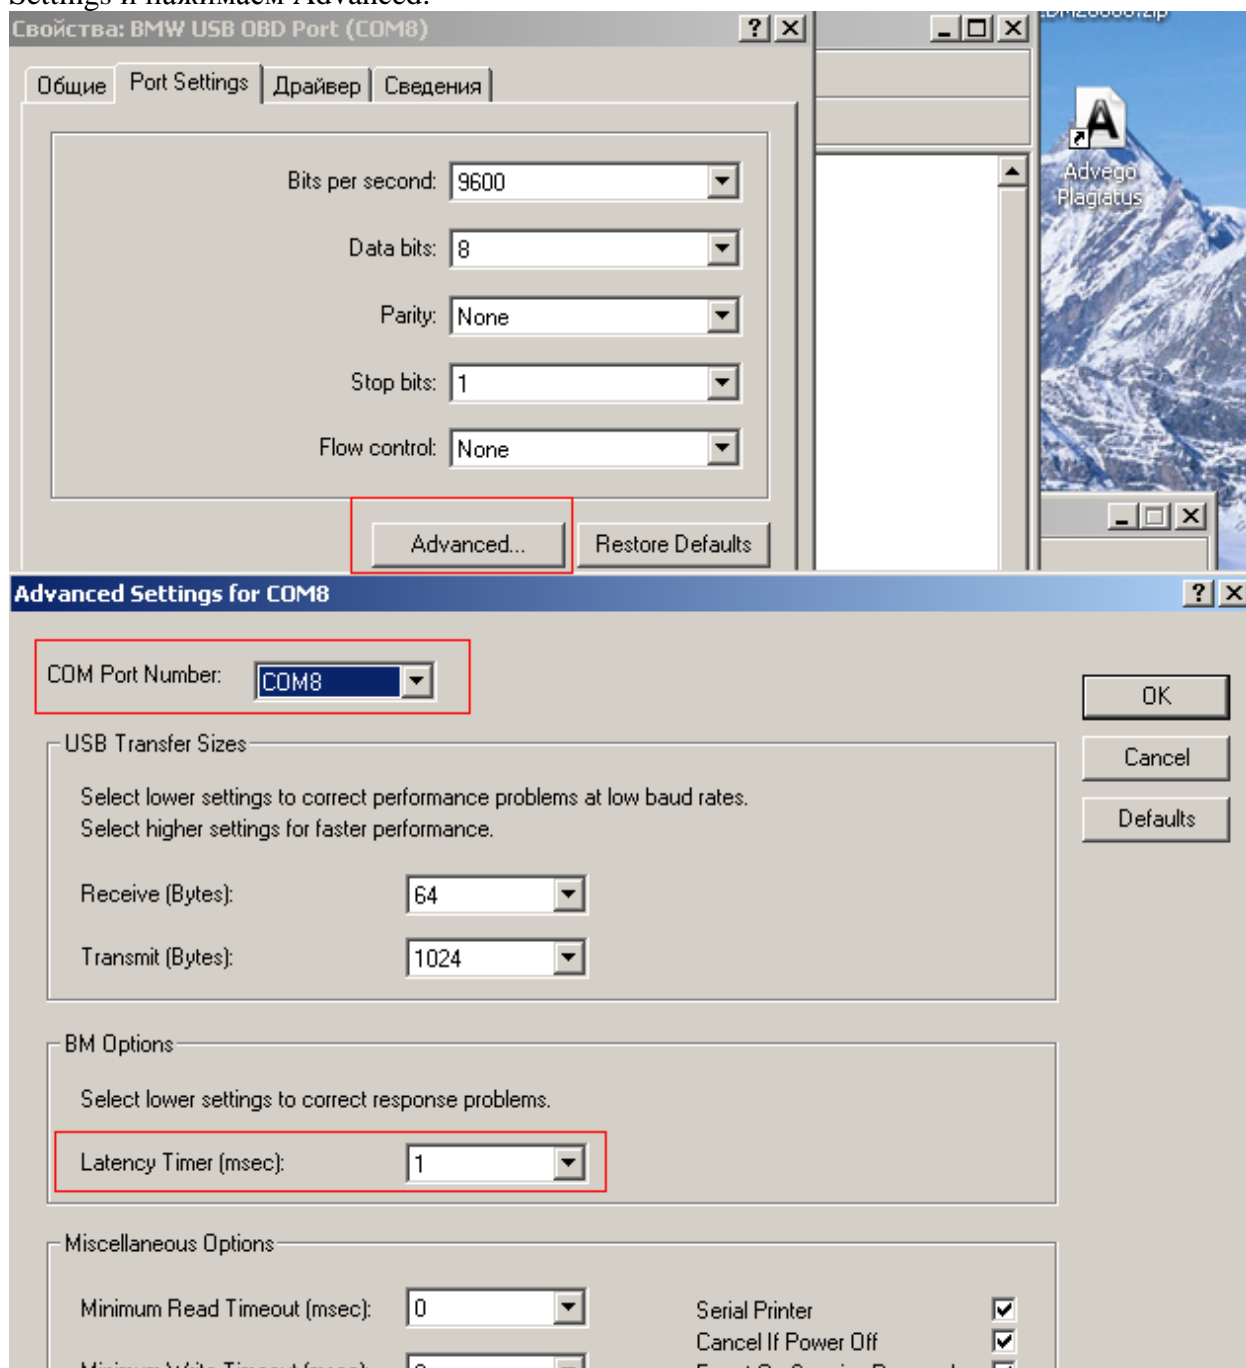 Settings и нажимаем Advanced.
Свойства: BMW USB OBD Port (COM8)
Общие Port Settings Драйвер Сведения
Bits per second: 9600
Data bits: 8
Parity: None
Stop bits: 1
Flow control: None
Advanced... Restore Defaults
Advego
Plagiatus
Advanced Settings for COM8
COM Port Number: COM8
OK
Cancel
Defaults
USB Transfer Sizes
Select lower settings to correct performance problems at low baud rates.
Select higher settings for faster performance.
Receive (Bytes): 64
Transmit (Bytes): 1024
BM Options
Select lower settings to correct response problems.
Latency Timer (msec): 1
Miscellaneous Options
Minimum Read Timeout (msec): 0
Serial Printer
Cancel If Power Off